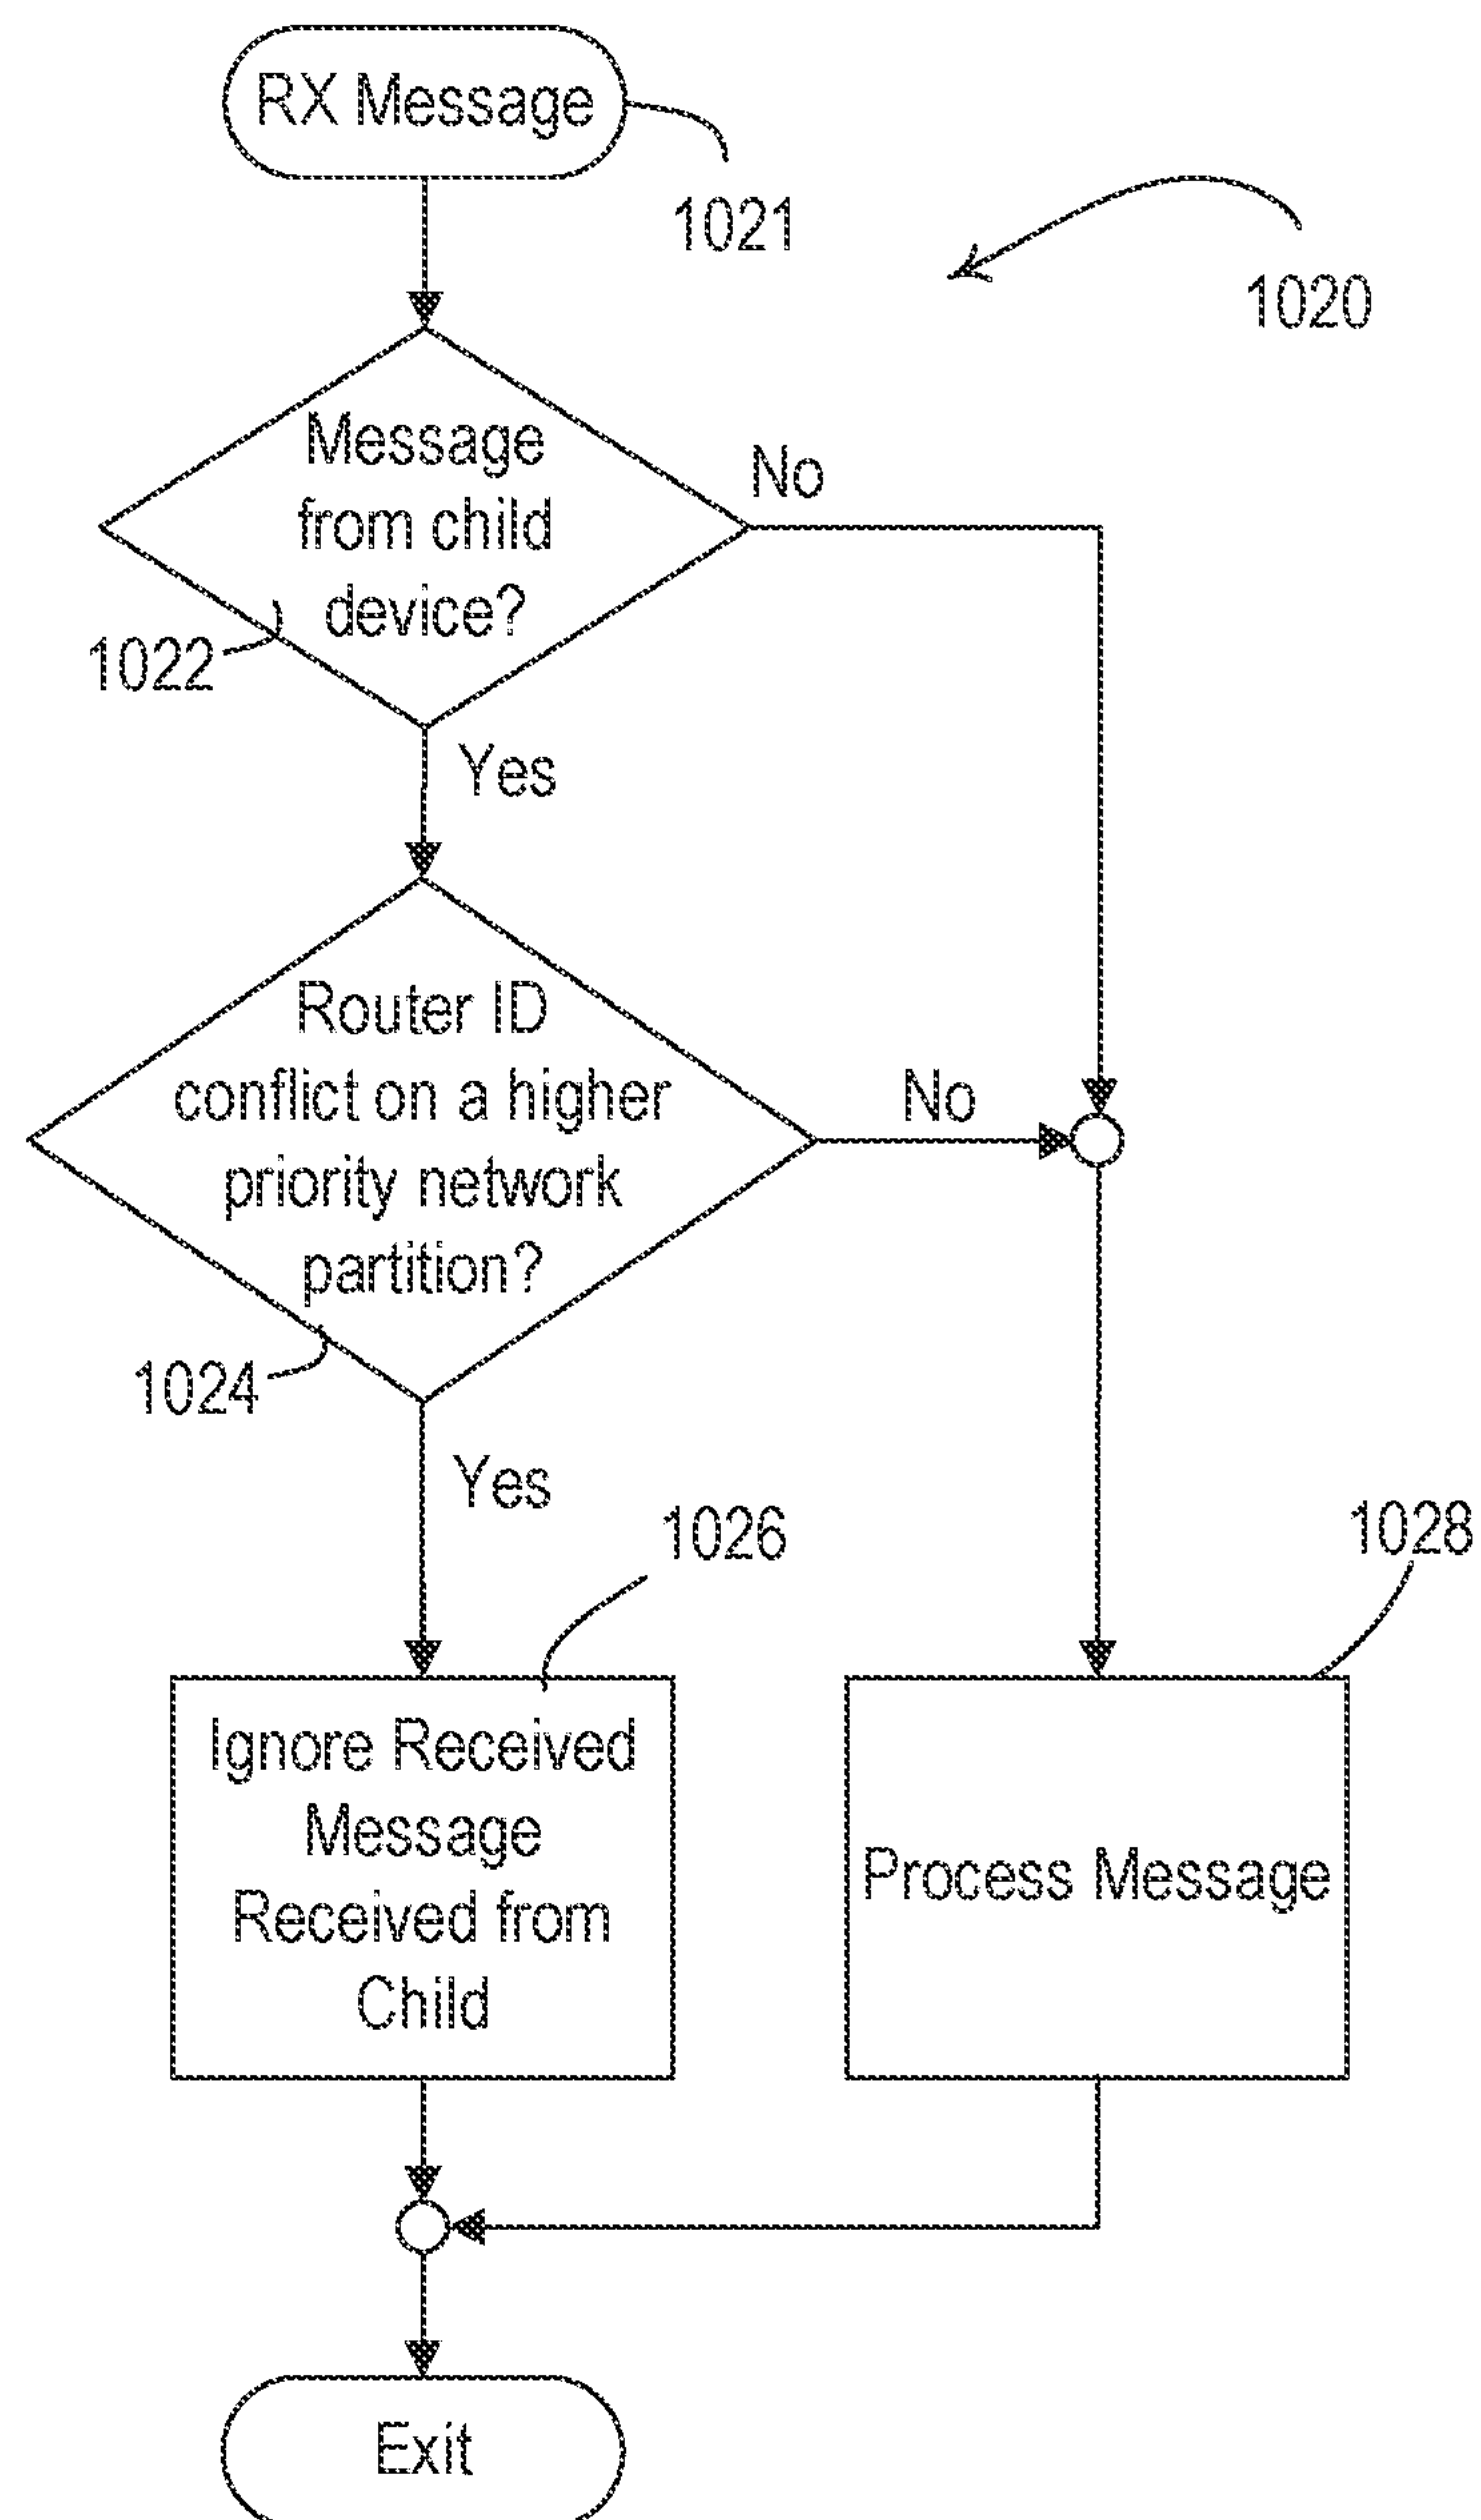 RX Message
1021
1020
Message
from child
device?
No
1022
Yes
Router ID
conflict on a higher
priority network
partition?
No
1024
Yes
1026
1028
Ignore Received
Message
Received from
Child
Process Message
Exit